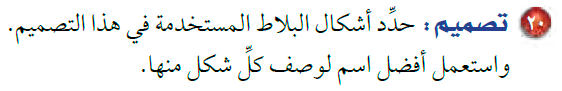 ٢٠ تصميم: حدِّد أشكال البلاط المستخدمة في هذا التصميم.
واستعمل أفضل اسم لوصف كلِّ شكل منها.